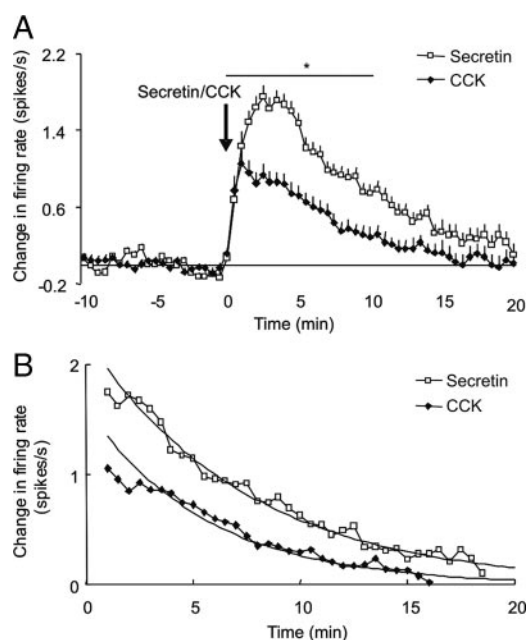 A
Change in firing rate (spikes/s)
2.2
1.4
0.6
-0.2
Secretin/CCK
*
Secretin
CCK
-10 -5 0 5 10 15 20
Time (min)
B
Change in firing rate
(spikes/s)
2
1
0
Secretin
CCK
0 5 10 15 20
Time (min)